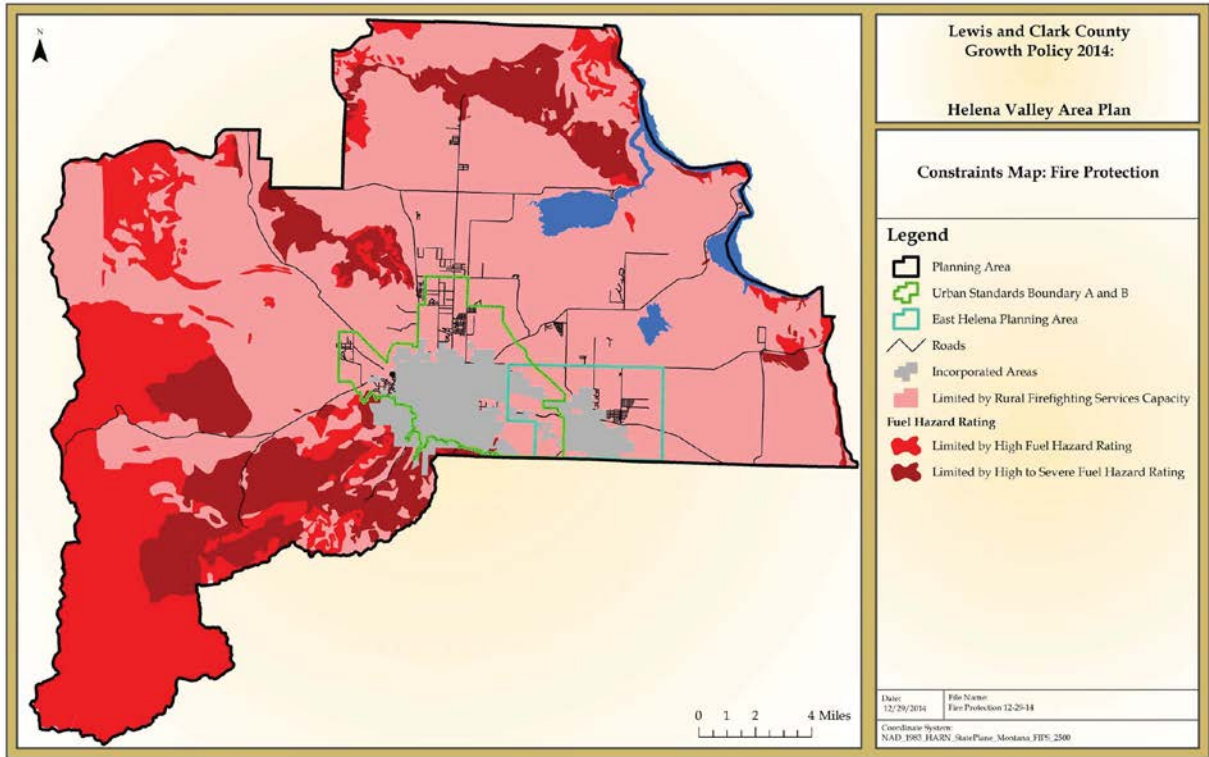 N
0 1 2 4 Miles
Lewis and Clark County
Growth Policy 2014:
Helena Valley Area Plan
Constraints Map: Fire Protection
Legend
Planning Area
Urban Standards Boundary A and B
East Helena Planning Area
Roads
Incorporated Areas
Limited by Rural Firefighting Services Capacity
Fuel Hazard Rating
Limited by High Fuel Hazard Rating
Limited by High to Severe Fuel Hazard Rating
Date:
12/29/2014
File Name:
Fire Protection 12-29-14
Coordinate System:
NAD_1983_HARN_StatePlane_Montana_FIPS_2500